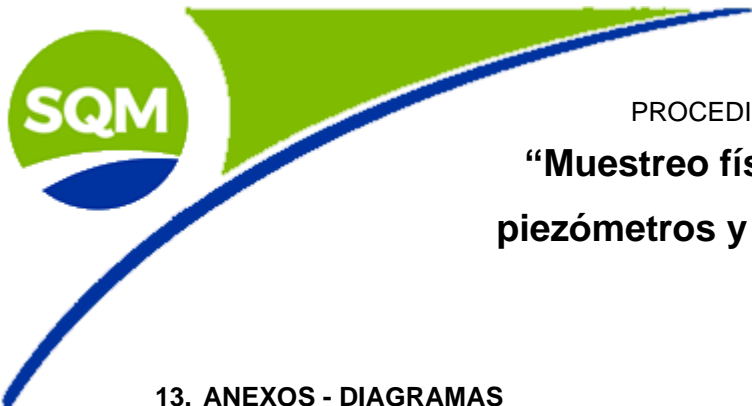 SQM
PROCEDI
“Muestreo fís
piezómetros y
13. ANEXOS - DIAGRAMAS